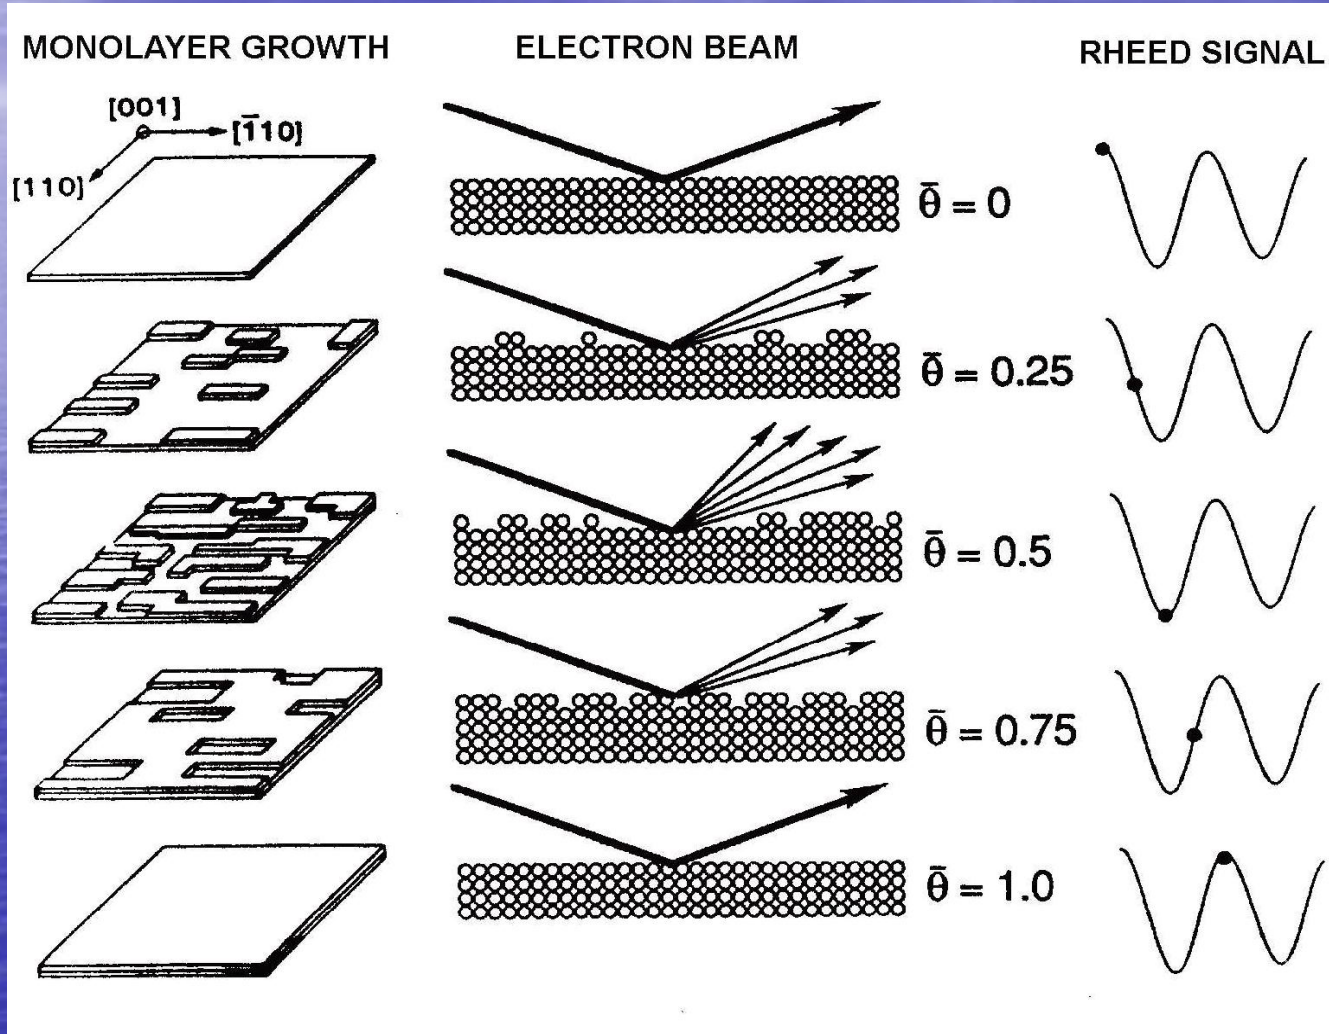 MONOLAYER GROWTH
ELECTRON BEAM
RHEED SIGNAL
[001]
[1̄10]
[110]
θ̄ = 0
θ̄ = 0.25
θ̄ = 0.5
θ̄ = 0.75
θ̄ = 1.0